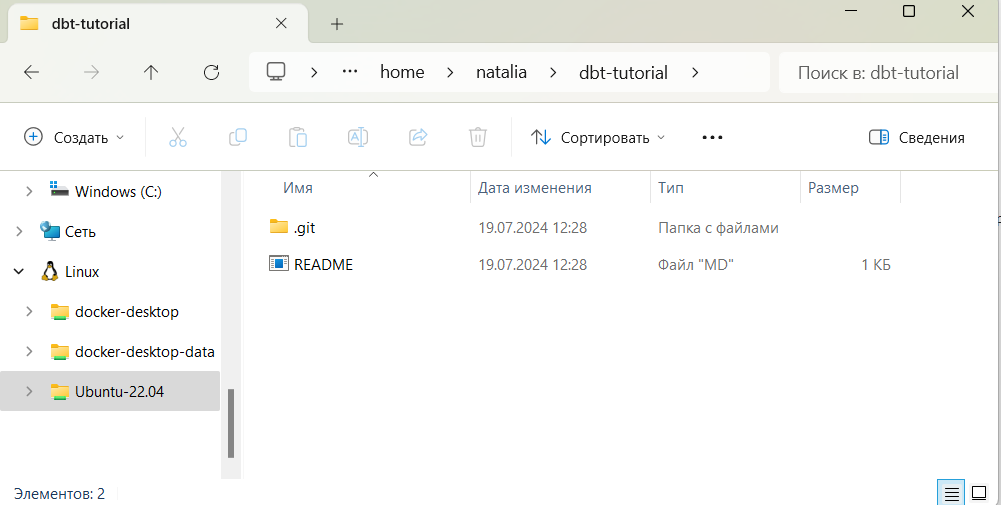 dbt-tutorial
home natalia dbt-tutorial Поиск в: dbt-tutorial
Создать Сортировать Сведения
Имя Дата изменения Тип Размер
Windows (C:)
Сеть
Linux
docker-desktop
docker-desktop-data
Ubuntu-22.04
.git 19.07.2024 12:28 Папка с файлами
README 19.07.2024 12:28 Файл "MD" 1 КБ
Элементов: 2